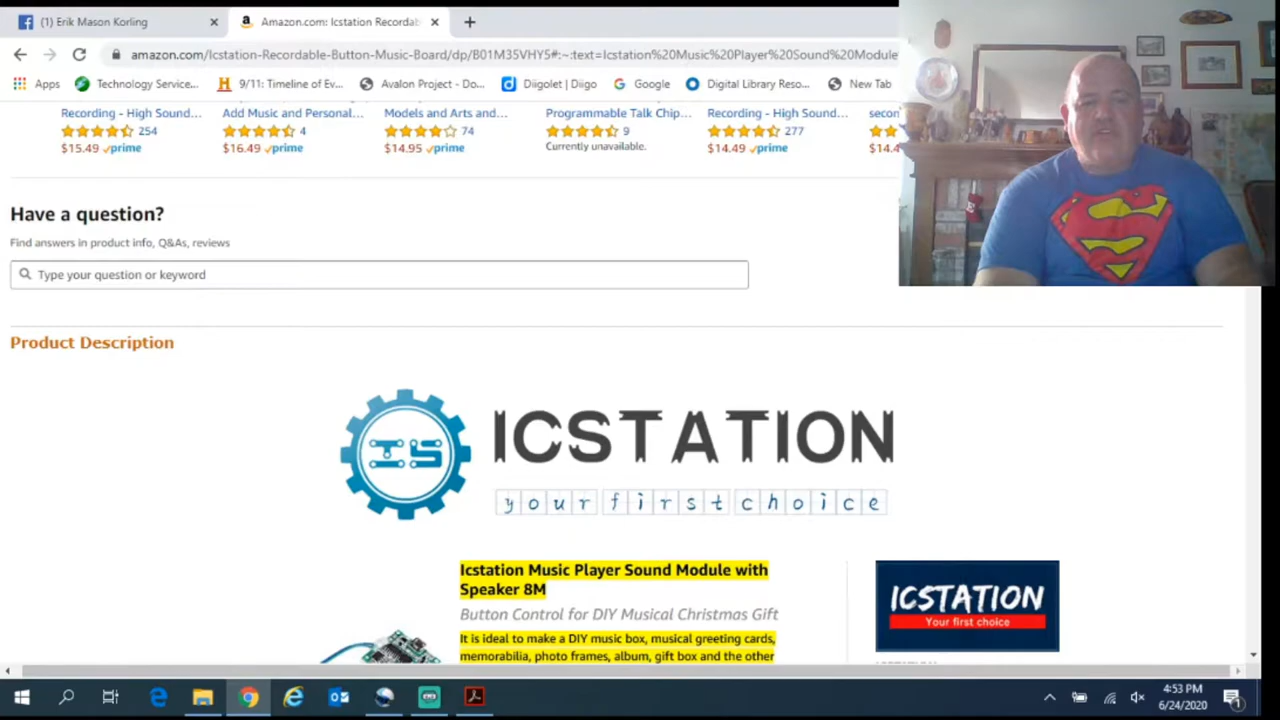 (1) Erik Mason Korling
Amazon.com: Icstation Recordab
amazon.com/Icstation-Recordable-Button-Music-Board/dp/B01M35VHY5#:~:text=Icstation%20Music%20Player%20Sound%20Module
Apps Technology Service... 9/11: Timeline of Ev... Avalon Project - Do... Diigolet | Diigo Google Digital Library Reso... New Tab
Recording - High Sound... Add Music and Personal... Models and Arts and... Programmable Talk Chip... Recording - High Sound... secon
254 4 74 9 277
$15.49 prime $16.49 prime $14.95 prime Currently unavailable. $14.49 prime $14.4
Have a question?
Find answers in product info, Q&As, reviews
Type your question or keyword
Product Description
IS
ICSTATION
your first choice
Icstation Music Player Sound Module with
Speaker 8M
Button Control for DIY Musical Christmas Gift
It is ideal to make a DIY music box, musical greeting cards,
memorabilia, photo frames, album, gift box and the other
ICSTATION
Your first choice
4:53 PM
6/24/2020
1